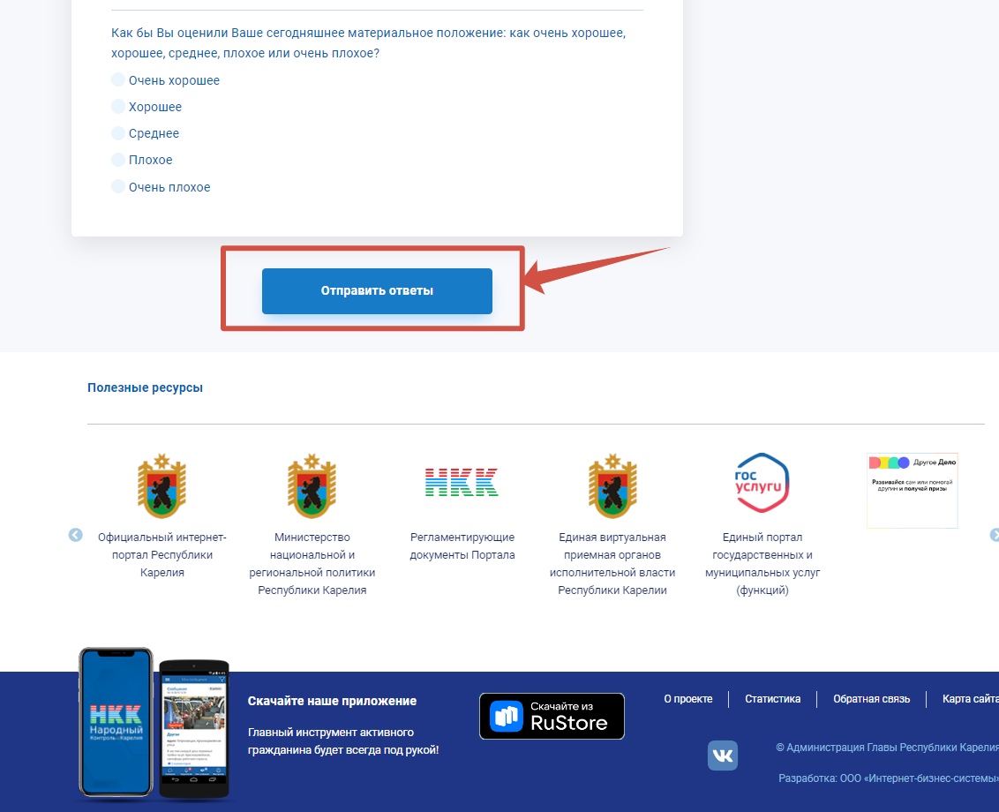 Как бы Вы оценили Ваше сегодняшнее материальное положение: как очень хорошее,
хорошее, среднее, плохое или очень плохое?
Очень хорошее
Хорошее
Среднее
Плохое
Очень плохое
Отправить ответы
Полезные ресурсы
Официальный интернет-
портал Республики
Карелия
Министерство
национальной и
региональной политики
Республики Карелия
НКК
Регламентирующие
документы Портала
Единая виртуальная
приемная органов
исполнительной власти
Республики Карелии
гос
услуги
Единый портал
государственных и
муниципальных услуг
(функций)
Другое Дело
Развивайся сам или помогай
другим и получай призы
НКК
Народный
Контроль в Карелии
Скачайте наше приложение
Главный инструмент активного
гражданина будет всегда под рукой!
Скачайте из
RuStore
О проекте
Статистика
Обратная связь
Карта сайта
© Администрация Главы Республики Карелия
Разработка: ООО «Интернет-бизнес-системы»